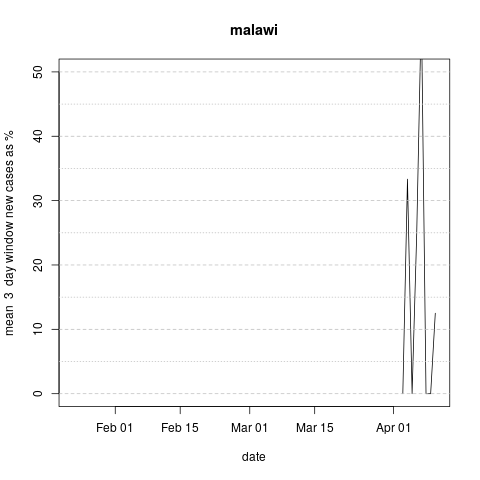 malawi
mean  3  day window new cases as %
50
40
30
20
10
0
Feb 01
Feb 15
Mar 01
Mar 15
Apr 01
date